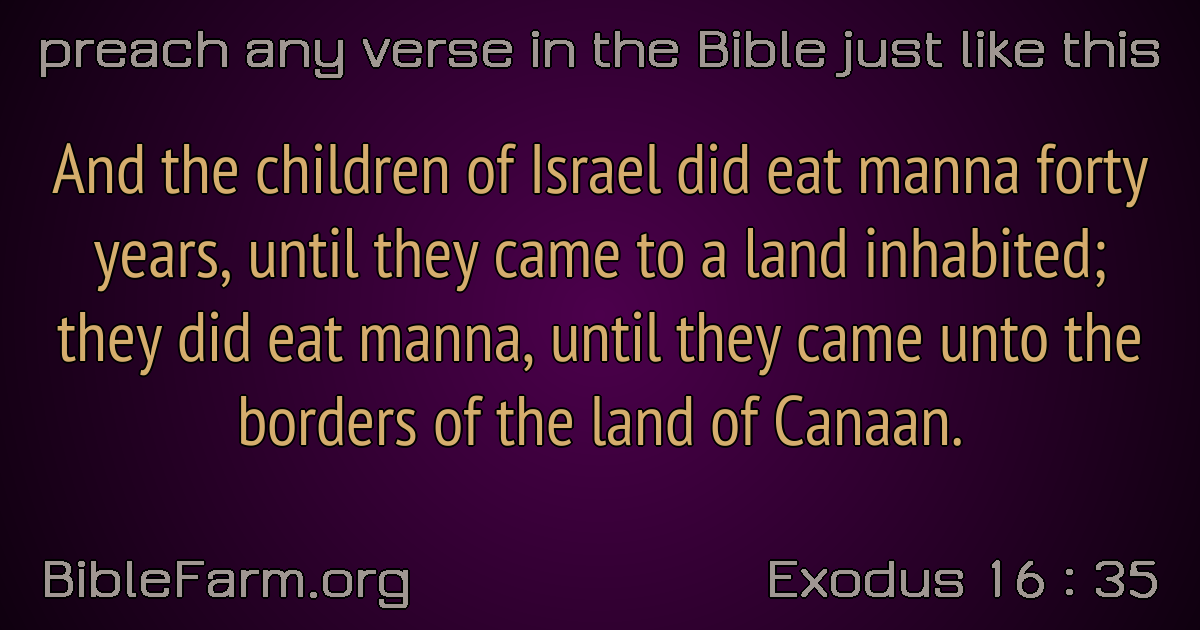 preach any verse in the Bible just like this
And the children of Israel did eat manna forty
years, until they came to a land inhabited;
they did eat manna, until they came unto the
borders of the land of Canaan.
BibleFarm.org
Exodus 16 : 35